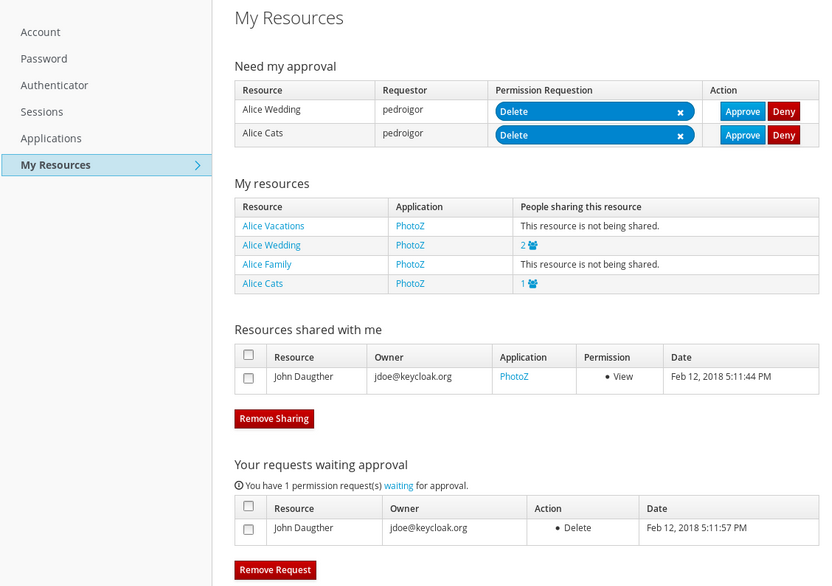 My Resources
Account
Password
Authenticator
Sessions
Applications
My Resources
Need my approval
Resource Requestor Permission Requestion Action
Alice Wedding pedroigor Delete Approve Deny
Alice Cats pedroigor Delete Approve Deny
My resources
Resource Application People sharing this resource
Alice Vacations PhotoZ This resource is not being shared.
Alice Wedding PhotoZ 2
Alice Family PhotoZ This resource is not being shared.
Alice Cats PhotoZ 1
Resources shared with me
Resource Owner Application Permission Date
John Daugther jdoe@keycloak.org PhotoZ • View Feb 12, 2018 5:11:44 PM
Remove Sharing
Your requests waiting approval
You have 1 permission request(s) waiting for approval.
Resource Owner Action Date
John Daugther jdoe@keycloak.org • Delete Feb 12, 2018 5:11:57 PM
Remove Request